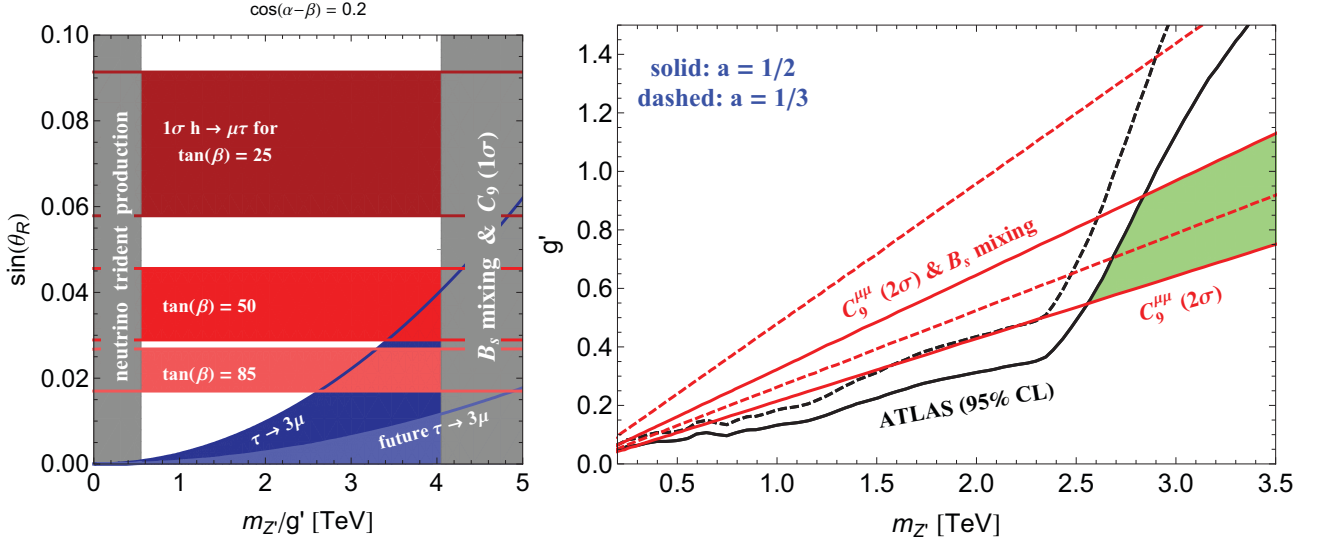 cos(α−β) = 0.2
0.10
0.08
0.06
0.04
0.02
0.00
sin(θR)
neutrino trident production
1σ h → μτ for
tan(β) = 25
tan(β) = 50
tan(β) = 85
τ → 3μ
future τ → 3μ
Bs mixing & C9 (1σ)
0 1 2 3 4 5
mZ'/g' [TeV]
solid: a = 1/2
dashed: a = 1/3
1.4
1.2
1.0
0.8
0.6
0.4
0.2
0.0
g'
C9^μμ (2σ) & Bs mixing
C9^μμ (2σ)
ATLAS (95% CL)
0.5 1.0 1.5 2.0 2.5 3.0 3.5
mZ' [TeV]